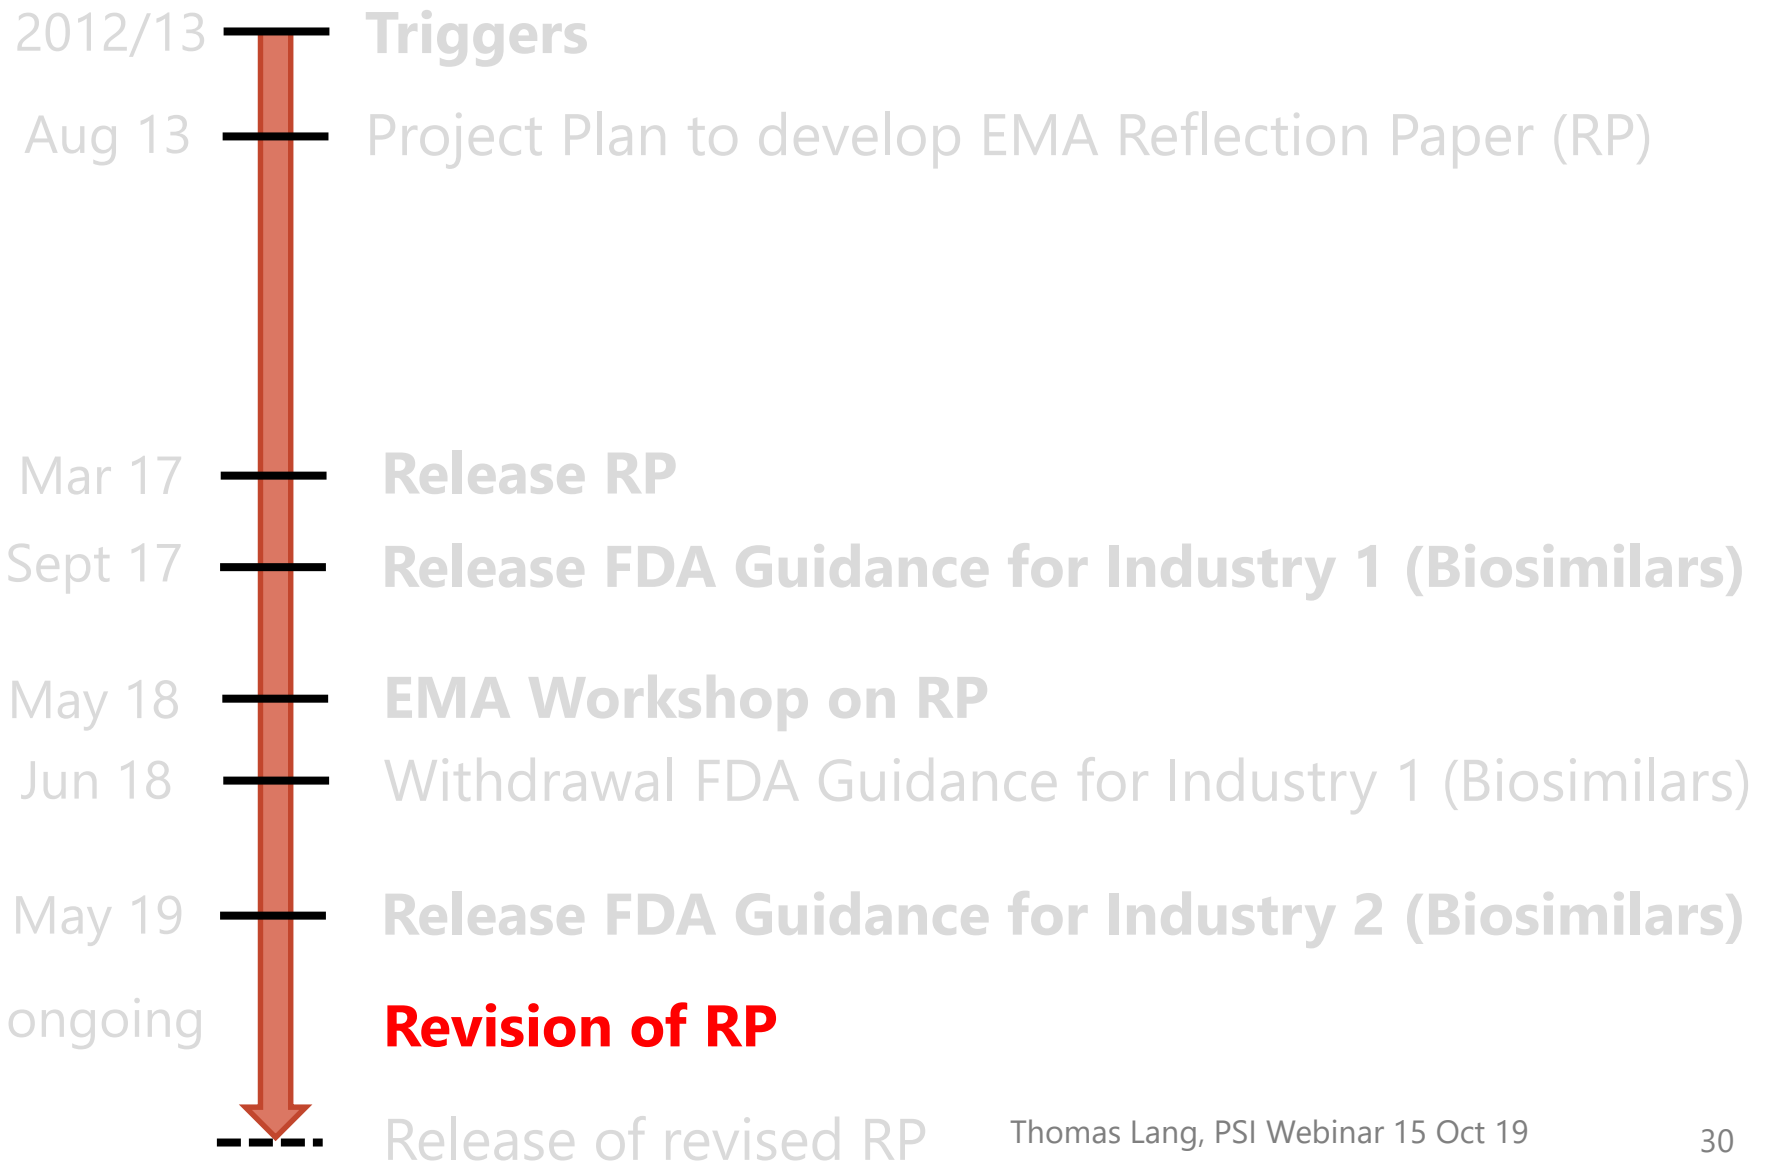 2012/13 Triggers
Aug 13 Project Plan to develop EMA Reflection Paper (RP)
Mar 17 Release RP
Sept 17 Release FDA Guidance for Industry 1 (Biosimilars)
May 18 EMA Workshop on RP
Jun 18 Withdrawal FDA Guidance for Industry 1 (Biosimilars)
May 19 Release FDA Guidance for Industry 2 (Biosimilars)
ongoing Revision of RP
Release of revised RP
Thomas Lang, PSI Webinar 15 Oct 19
30